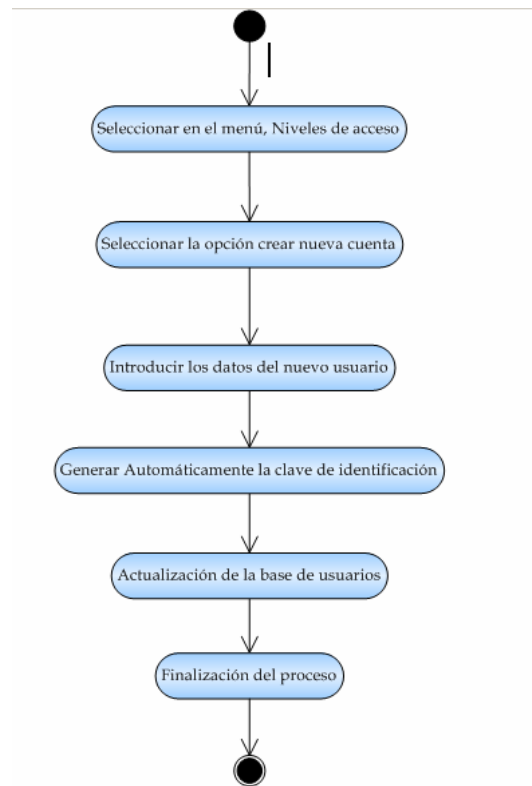 Seleccionar en el menú, Niveles de acceso
Seleccionar la opción crear nueva cuenta
Introducir los datos del nuevo usuario
Generar Automáticamente la clave de identificación
Actualización de la base de usuarios
Finalización del proceso